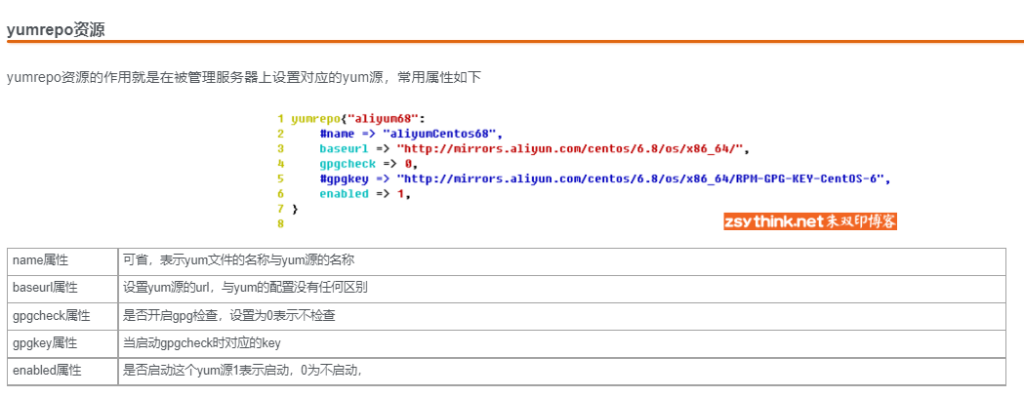 yumrepo资源
yumrepo资源的作用就是在被管理服务器上设置对应的yum源，常用属性如下
1 yumrepo{"aliyum68":
2 #name => "aliyumCentos68",
3 baseurl => "http://mirrors.aliyun.com/centos/6.8/os/x86_64/",
4 gpgcheck => 0,
5 #gpgkey => "http://mirrors.aliyun.com/centos/6.8/os/x86_64/RPM-GPG-KEY-CentOS-6",
6 enabled => 1,
7 }
8
zsythink.net朱双印博客
name属性 可省，表示yum文件的名称与yum源的名称
baseurl属性 设置yum源的url，与yum的配置没有任何区别
gpgcheck属性 是否开启gpg检查，设置为0表示不检查
gpgkey属性 当启动gpgcheck时对应的key
enabled属性 是否启动这个yum源1表示启动，0为不启动，